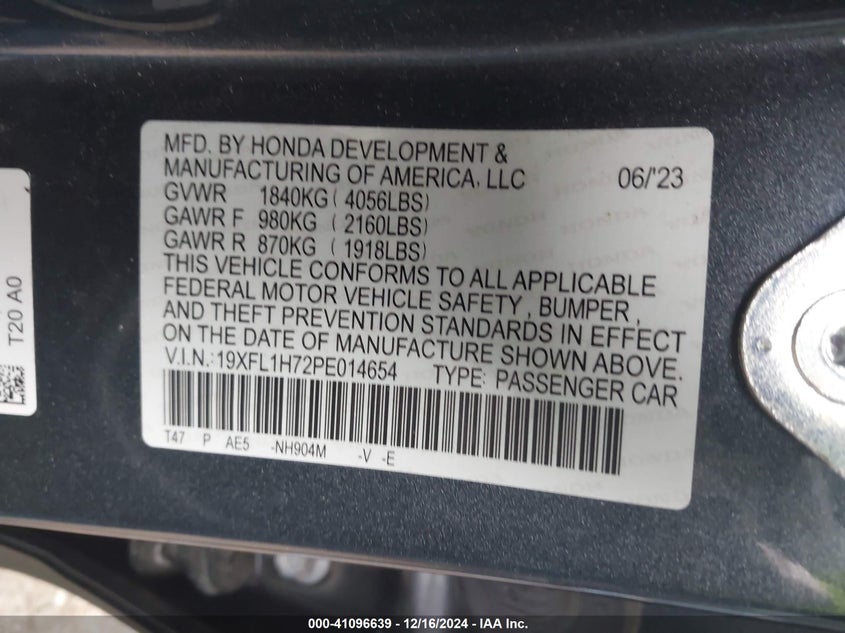 MFD. BY HONDA DEVELOPMENT &
MANUFACTURING OF AMERICA, LLC 06/'23
GVWR 1840KG ( 4056LBS)
GAWR F 980KG ( 2160LBS)
GAWR R 870KG ( 1918LBS)
THIS VEHICLE CONFORMS TO ALL APPLICABLE
FEDERAL MOTOR VEHICLE SAFETY, BUMPER,
AND THEFT PREVENTION STANDARDS IN EFFECT
ON THE DATE OF MANUFACTURE SHOWN ABOVE.
V.I.N.: 19XFL1H72PE014654 TYPE: PASSENGER CAR
T47 P AE5 -NH904M -V -E
T20 A0
000-41096639 - 12/16/2024 - IAA Inc.